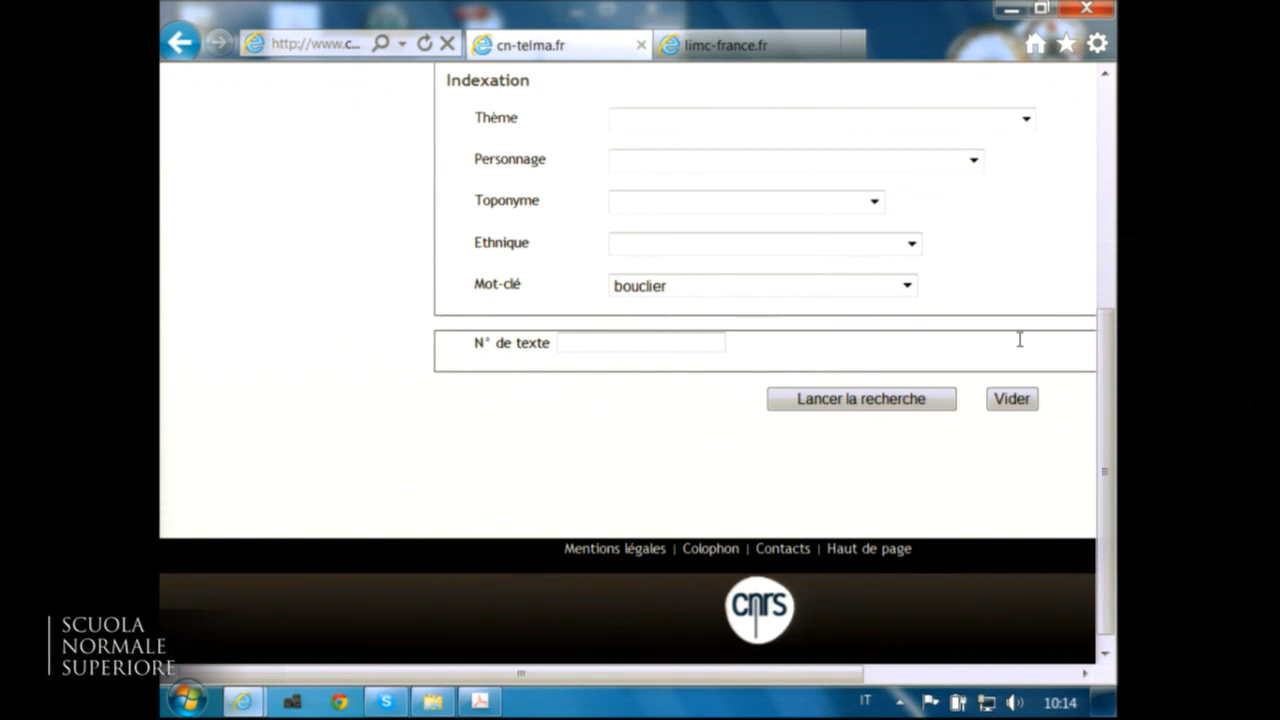 http://www.c...
cn-telma.fr
limc-france.fr
Indexation
Thème
Personnage
Toponyme
Ethnique
Mot-clé
bouclier
N° de texte
Lancer la recherche
Vider
Mentions légales | Colophon | Contacts | Haut de page
cnrs
SCUOLA
NORMALE
SUPERIORE
IT
10:14